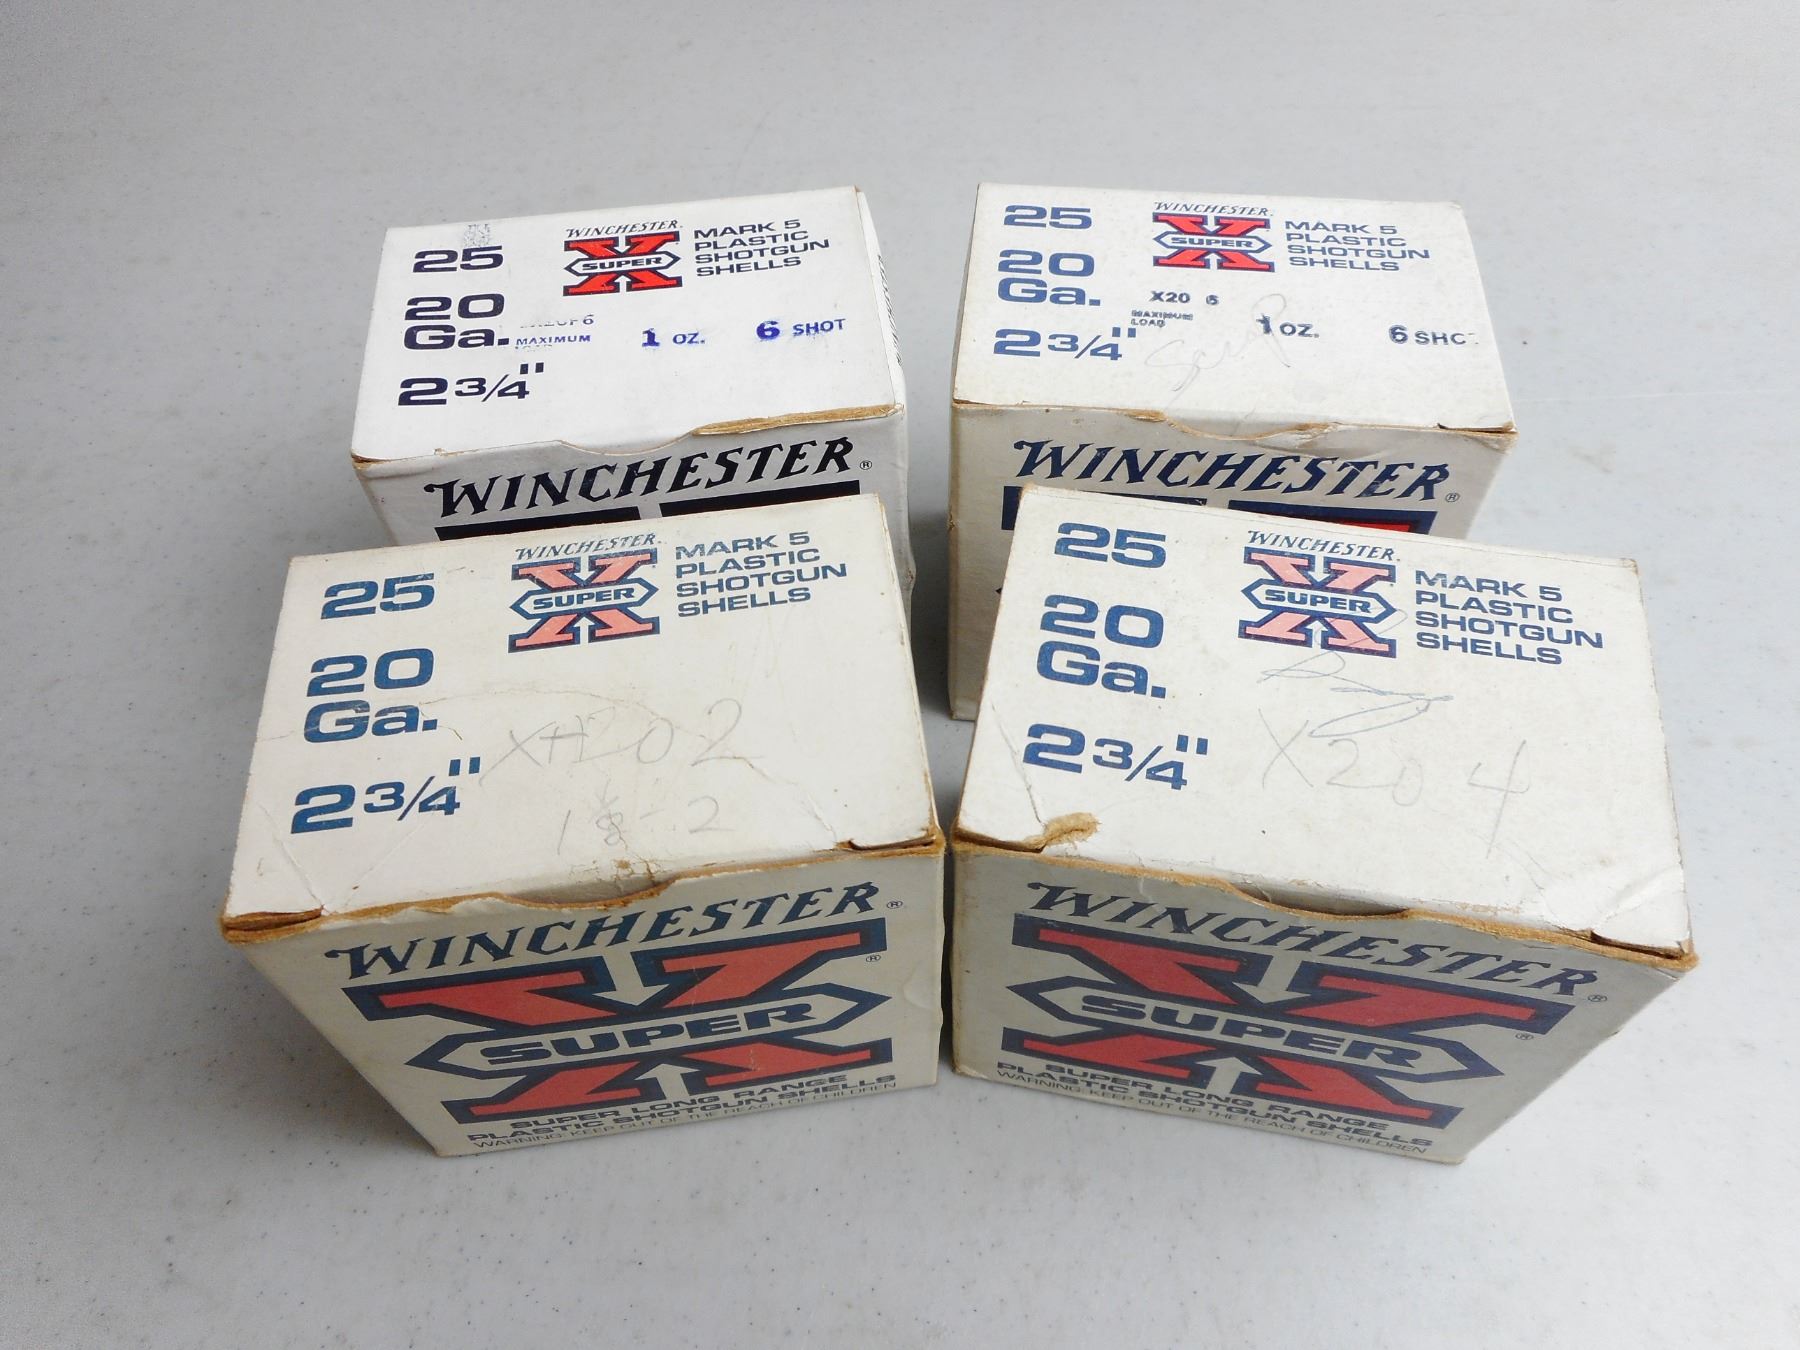 25
20
Ga.
2 3/4"
WINCHESTER
SUPER X
MARK 5
PLASTIC
SHOTGUN
SHELLS
MAXIMUM
1 OZ. 6 SHOT
WINCHESTER®
25
20
Ga.
2 3/4"
WINCHESTER
SUPER X
MARK 5
PLASTIC
SHOTGUN
SHELLS
X20 6
MAXIMUM
LOAD
1 OZ. 6 SHO
WINCHESTER®
25
20
Ga.
2 3/4"
WINCHESTER
SUPER X
MARK 5
PLASTIC
SHOTGUN
SHELLS
XH202
WINCHESTER®
SUPER X®
SUPER LONG RANGE
PLASTIC SHOTGUN SHELLS
WARNING: KEEP OUT OF THE REACH OF CHILDREN
25
20
Ga.
2 3/4"
WINCHESTER
SUPER X
MARK 5
PLASTIC
SHOTGUN
SHELLS
X20 4
WINCHESTER®
SUPER X®
SUPER LONG RANGE
PLASTIC SHOTGUN SHELLS
WARNING: KEEP OUT OF THE REACH OF CHILDREN